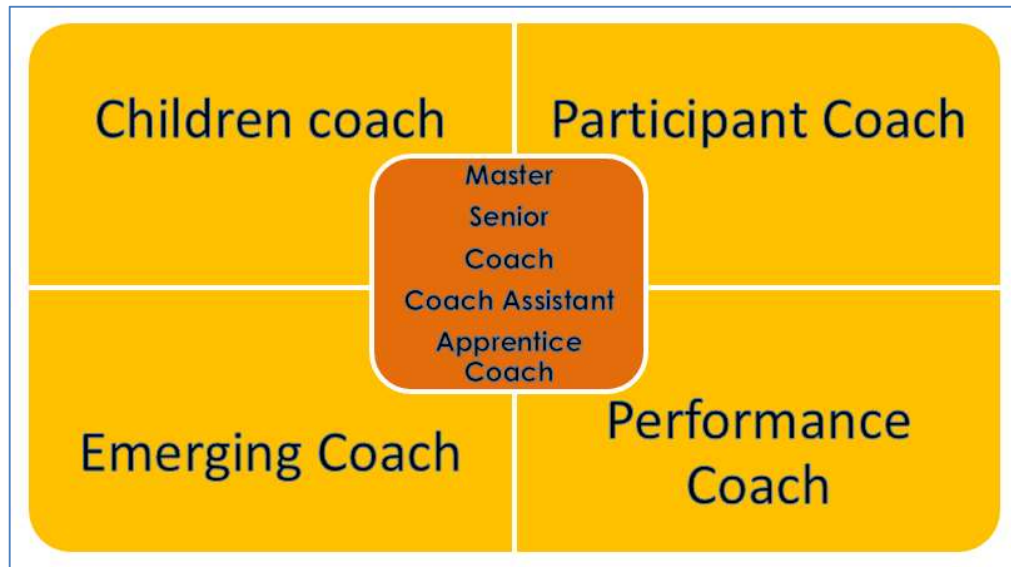 Children coach
Participant Coach
Master
Senior
Coach
Coach Assistant
Apprentice
Coach
Emerging Coach
Performance
Coach